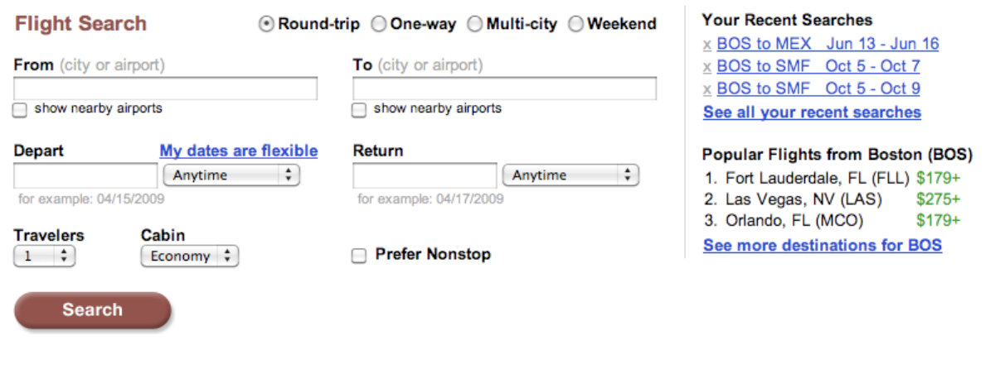 Flight Search
Round-trip One-way Multi-city Weekend
From (city or airport)
To (city or airport)
show nearby airports
show nearby airports
Depart My dates are flexible
Return
Anytime
Anytime
for example: 04/15/2009
for example: 04/17/2009
Travelers Cabin
1 Economy
Prefer Nonstop
Search
Your Recent Searches
x BOS to MEX Jun 13 - Jun 16
x BOS to SMF Oct 5 - Oct 7
x BOS to SMF Oct 5 - Oct 9
See all your recent searches
Popular Flights from Boston (BOS)
1. Fort Lauderdale, FL (FLL) $179+
2. Las Vegas, NV (LAS) $275+
3. Orlando, FL (MCO) $179+
See more destinations for BOS